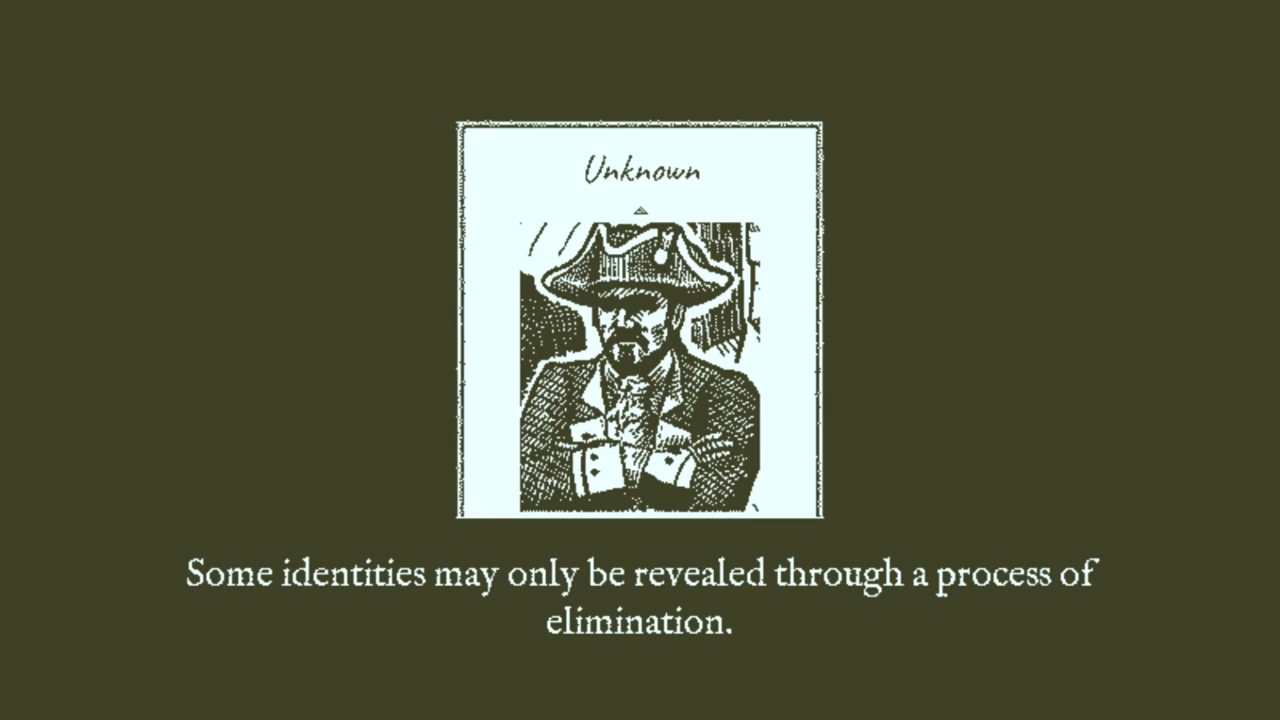 Unknown
Some identities may only be revealed through a process of
elimination.